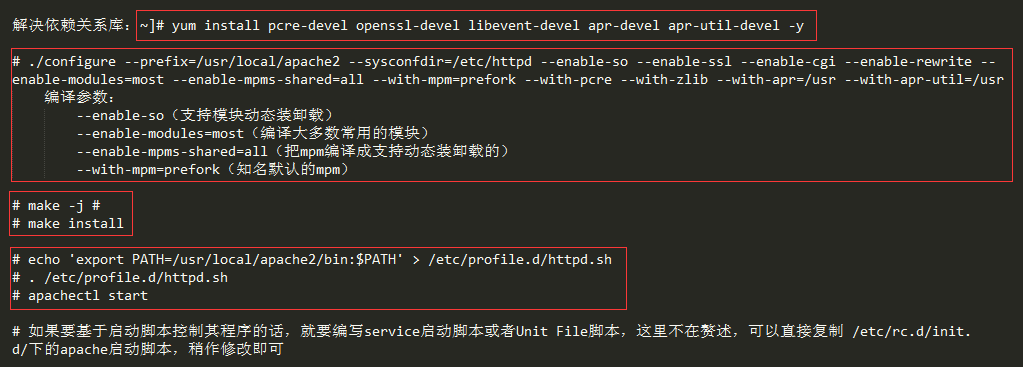 解决依赖关系库：~]# yum install pcre-devel openssl-devel libevent-devel apr-devel apr-util-devel -y
# ./configure --prefix=/usr/local/apache2 --sysconfdir=/etc/httpd --enable-so --enable-ssl --enable-cgi --enable-rewrite --
enable-modules=most --enable-mpms-shared=all --with-mpm=prefork --with-pcre --with-zlib --with-apr=/usr --with-apr-util=/usr
编译参数：
--enable-so（支持模块动态装卸载）
--enable-modules=most（编译大多数常用的模块）
--enable-mpms-shared=all（把mpm编译成支持动态装卸载的）
--with-mpm=prefork（知名默认的mpm）
# make -j #
# make install
# echo 'export PATH=/usr/local/apache2/bin:$PATH' > /etc/profile.d/httpd.sh
# . /etc/profile.d/httpd.sh
# apachectl start
# 如果要基于启动脚本控制其程序的话，就要编写service启动脚本或者Unit File脚本，这里不在赘述，可以直接复制 /etc/rc.d/init.
d/下的apache启动脚本，稍作修改即可